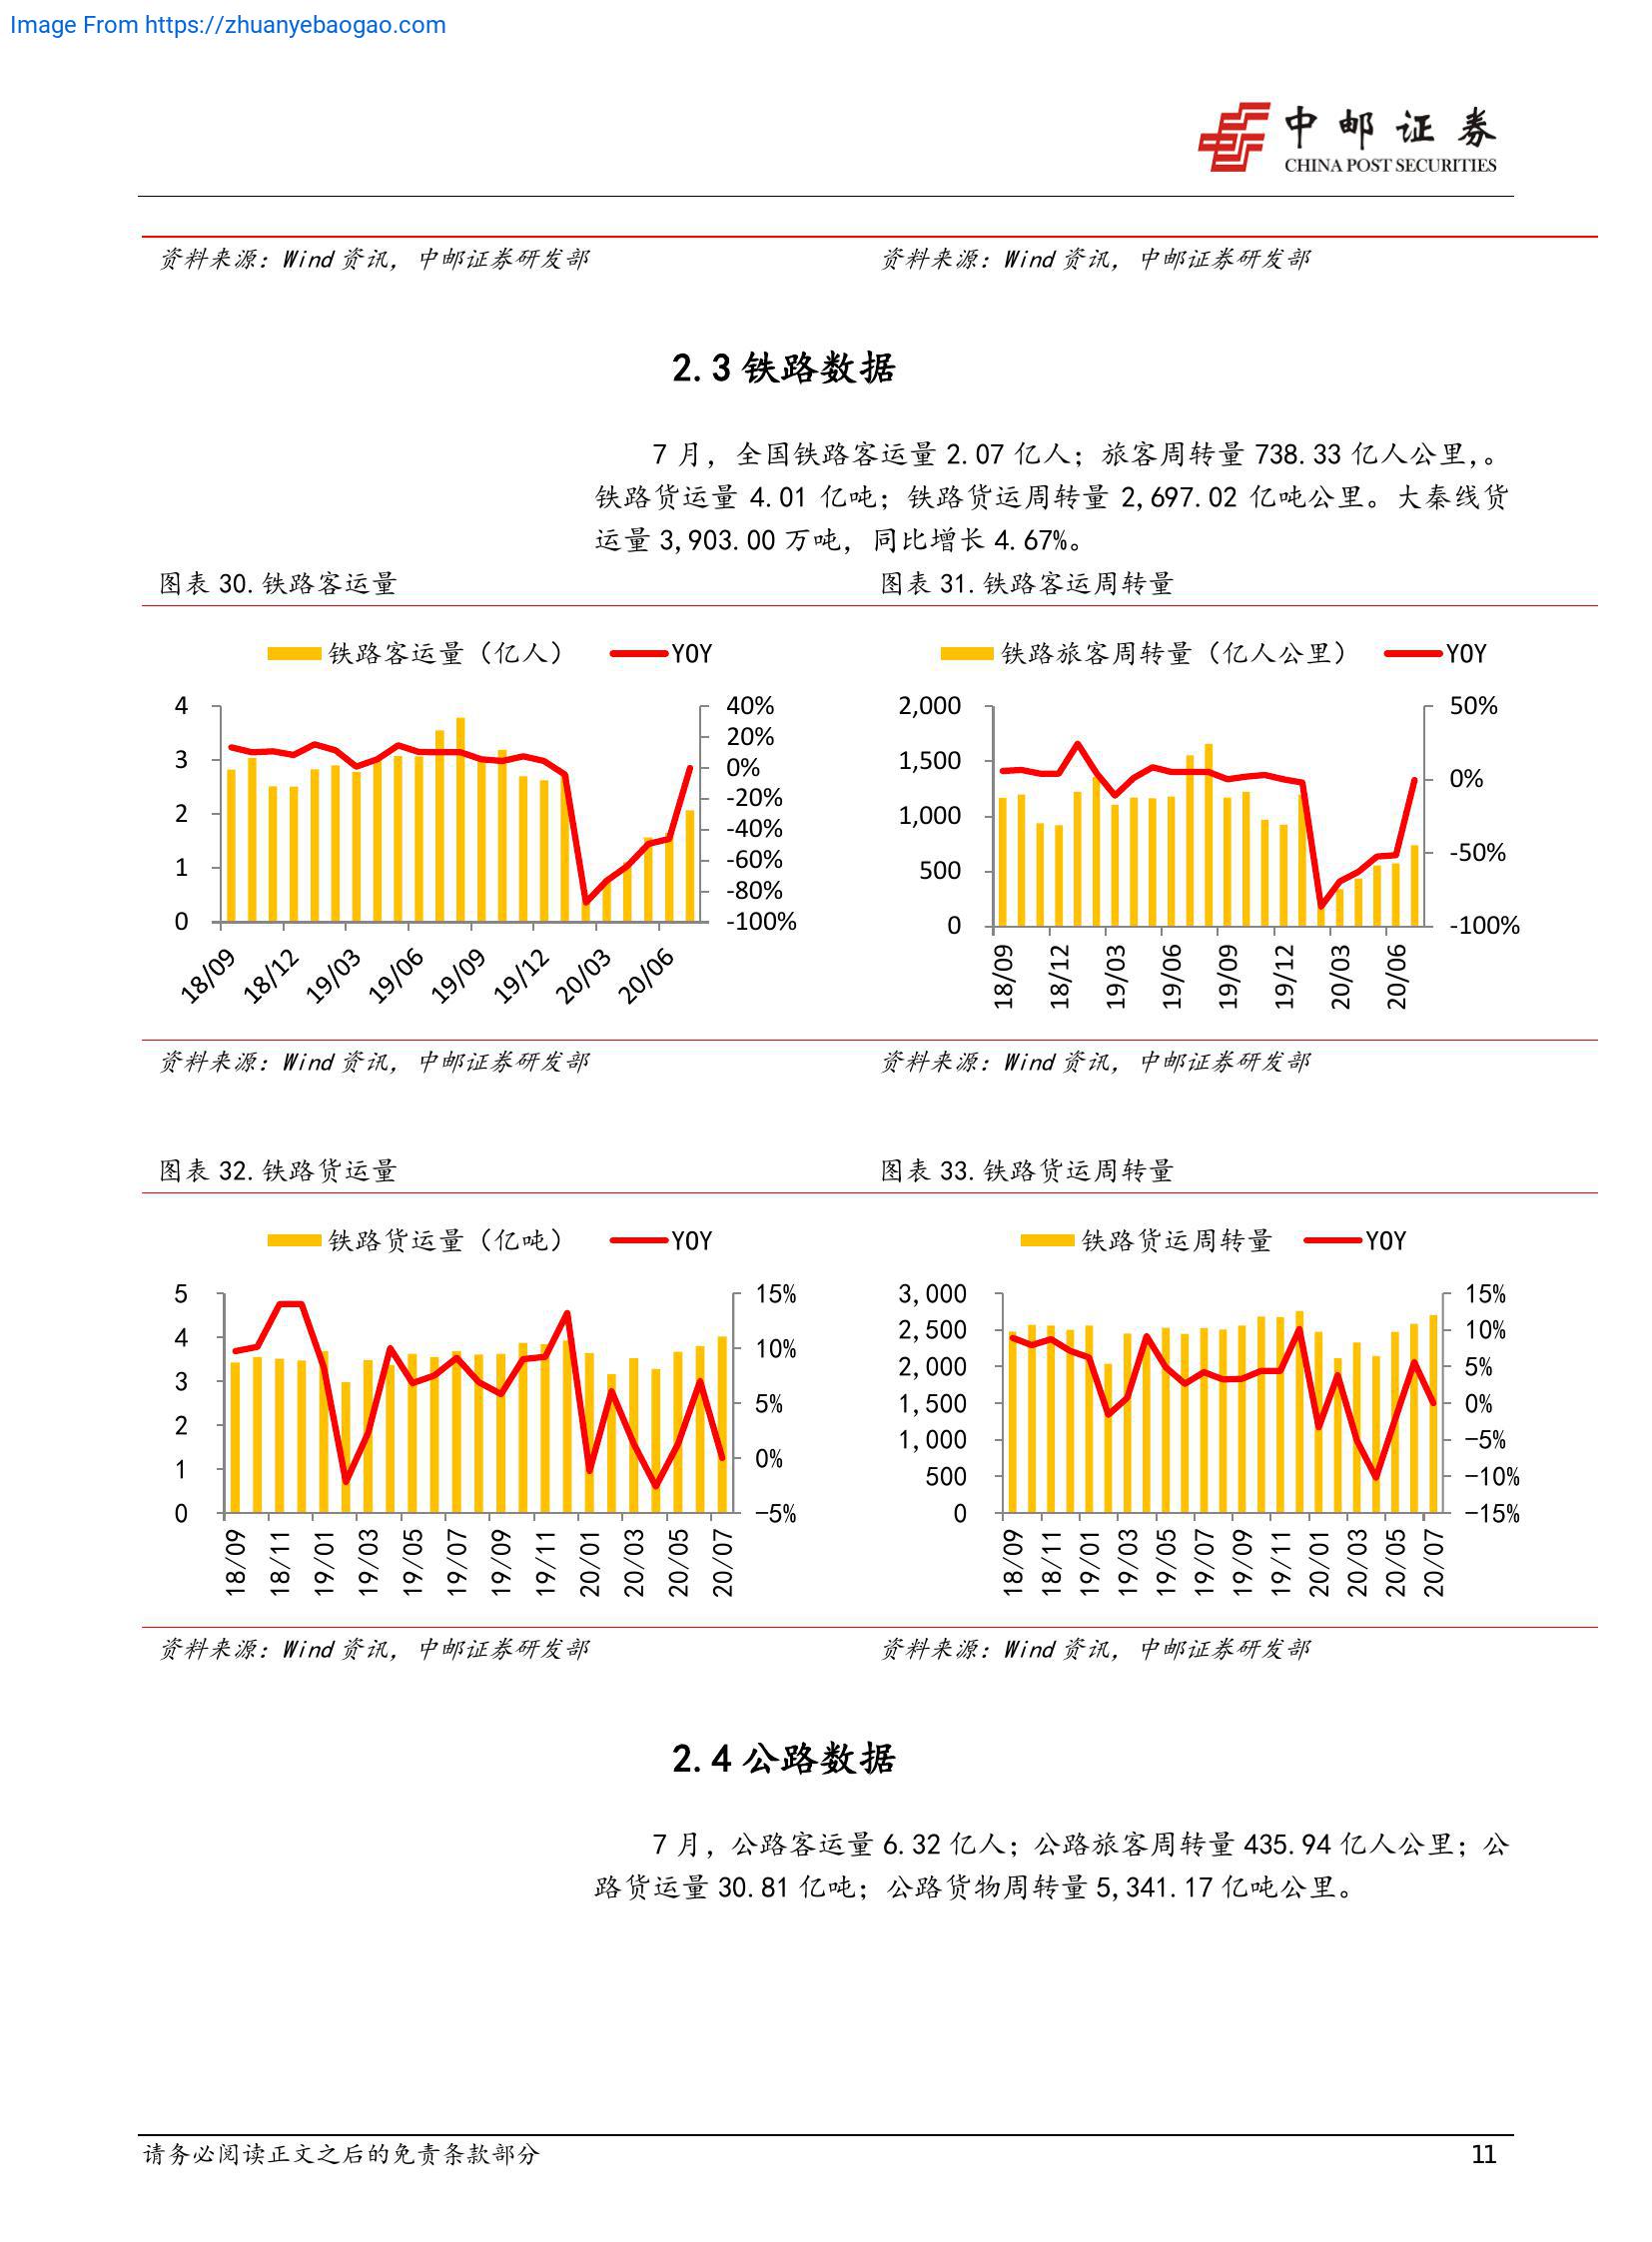 Image From https://zhuanyebaogao.com
中邮证券
CHINA POST SECURITIES
资料来源：Wind 资讯，中邮证券研发部
资料来源：Wind 资讯，中邮证券研发部
2.3 铁路数据
7 月，全国铁路客运量 2.07 亿人；旅客周转量 738.33 亿人公里,。
铁路货运量 4.01 亿吨；铁路货运周转量 2,697.02 亿吨公里。大秦线货
运量 3,903.00 万吨，同比增长 4.67%。
图表 30.铁路客运量
图表 31.铁路客运周转量
铁路客运量（亿人） YOY
4
3
2
1
0
40%
20%
0%
-20%
-40%
-60%
-80%
-100%
18/09 18/12 19/03 19/06 19/09 19/12 20/03 20/06
铁路旅客周转量（亿人公里） YOY
2,000
1,500
1,000
500
0
50%
0%
-50%
-100%
18/09 18/12 19/03 19/06 19/09 19/12 20/03 20/06
资料来源：Wind 资讯，中邮证券研发部
资料来源：Wind 资讯，中邮证券研发部
图表 32.铁路货运量
图表 33.铁路货运周转量
铁路货运量（亿吨） YOY
5
4
3
2
1
0
15%
10%
5%
0%
-5%
18/09 18/11 19/01 19/03 19/05 19/07 19/09 19/11 20/01 20/03 20/05 20/07
铁路货运周转量 YOY
3,000
2,500
2,000
1,500
1,000
500
0
15%
10%
5%
0%
-5%
-10%
-15%
18/09 18/11 19/01 19/03 19/05 19/07 19/09 19/11 20/01 20/03 20/05 20/07
资料来源：Wind 资讯，中邮证券研发部
资料来源：Wind 资讯，中邮证券研发部
2.4 公路数据
7 月，公路客运量 6.32 亿人；公路旅客周转量 435.94 亿人公里；公
路货运量 30.81 亿吨；公路货物周转量 5,341.17 亿吨公里。
请务必阅读正文之后的免责条款部分
11